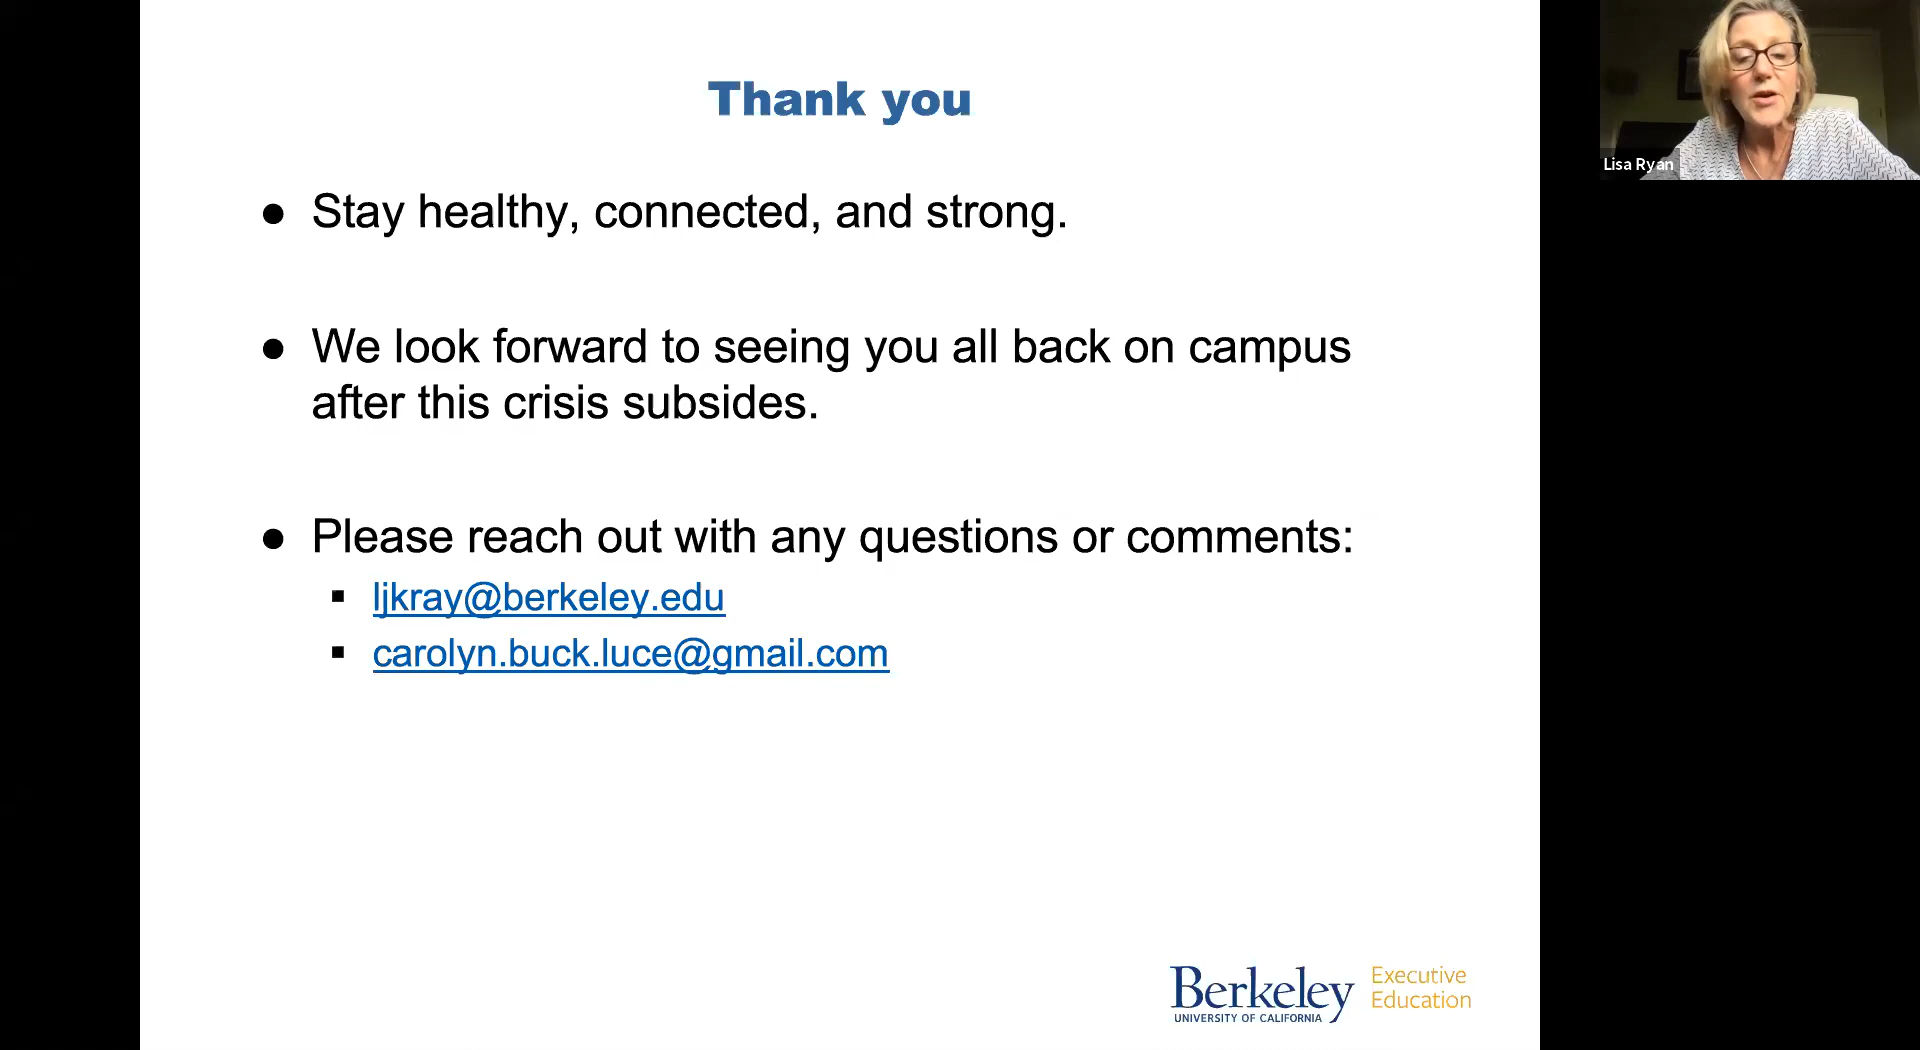 Thank you
● Stay healthy, connected, and strong.
● We look forward to seeing you all back on campus
after this crisis subsides.
● Please reach out with any questions or comments:
▪ ljkray@berkeley.edu
▪ carolyn.buck.luce@gmail.com
Lisa Ryan
Berkeley
UNIVERSITY OF CALIFORNIA
Executive
Education